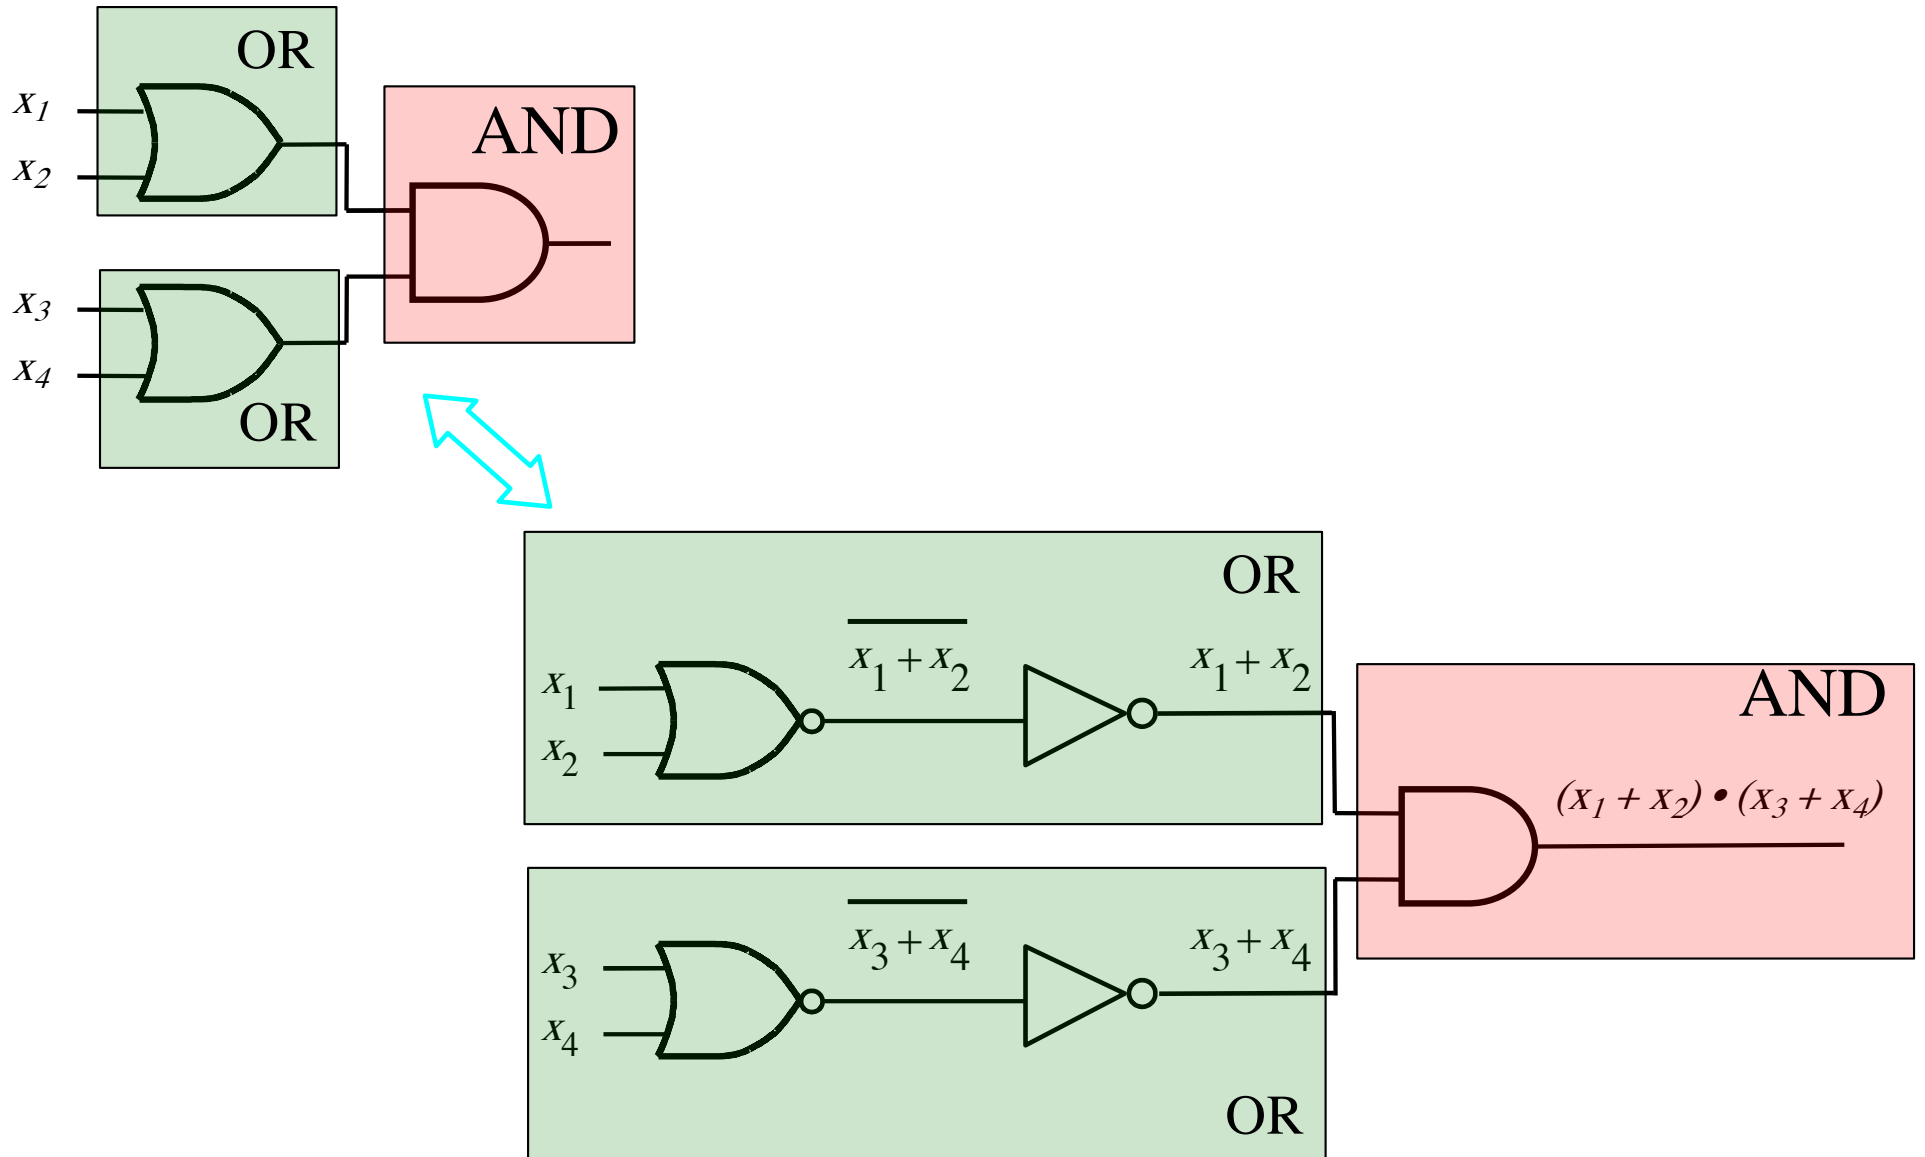 OR
x1
x2
AND
x3
x4
OR
OR
x1 + x2
x1 + x2
x1
x2
AND
(x1 + x2) • (x3 + x4)
x3 + x4
x3 + x4
x3
x4
OR